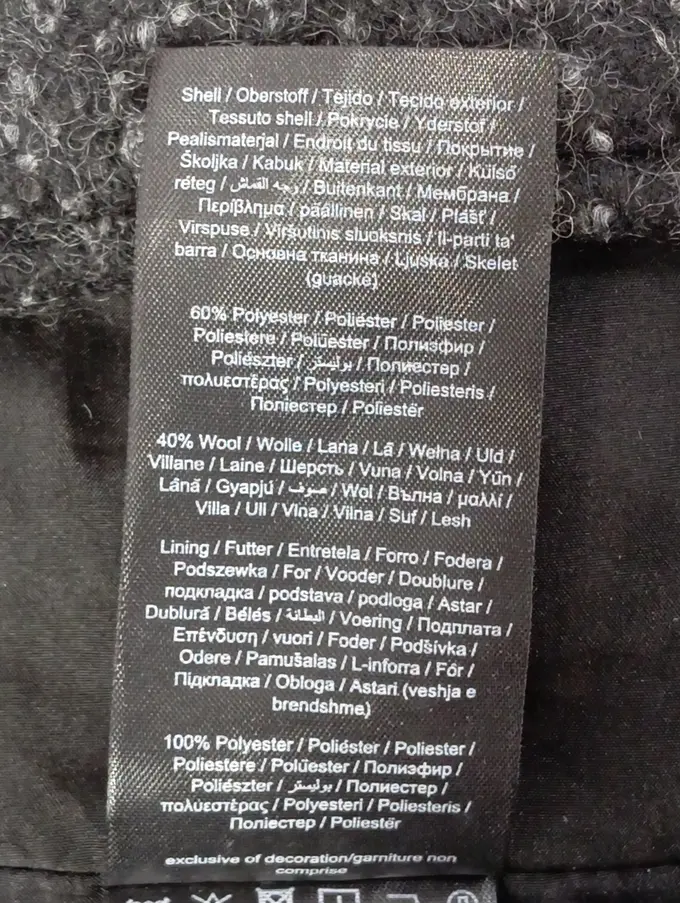 Shell / Oberstoff / Tejido / Tecido exterior /
Tessuto shell / Pokrycie / Yderstof /
Pealismaterjal / Endroit du tissu / Покрытие /
Školjka / Kabuk / Material exterior / Külső
réteg / وجه القماش / Buitenkant / Мембрана /
Περίβλημα / päällinen / Skal / Plášť /
Viršpuse / Viršutinis sluoksnis / Il-parti ta'
barra / Основна тканина / Ljuska / Skelet
(guackë)
60% Polyester / Poliéster / Poliester /
Poliestere / Polüester / Полиэфир /
Poliészter / بوليستر / Полиестер /
πολυεστέρας / Polyesteri / Poliesteris /
Поліестер / Poliestër
40% Wool / Wolle / Lana / Lã / Wełna / Uld /
Villane / Laine / Шерсть / Vuna / Volna / Yün /
Lână / Gyapjú / صوف / Wol / Вълна / μαλλί /
Villa / Ull / Vlna / Vilna / Suf / Lesh
Lining / Futter / Entretela / Forro / Fodera /
Podszewka / For / Vooder / Doublure /
подкладка / podstava / podloga / Astar /
Dublură / Bélés / البطانة / Voering / Подплата /
Επένδυση / vuori / Foder / Podšívka /
Odere / Pamušalas / L-inforra / Fôr /
Підкладка / Obloga / Astari (veshja e
brendshme)
100% Polyester / Poliéster / Poliester /
Poliestere / Polüester / Полиэфир /
Poliészter / بوليستر / Полиестер /
πολυεστέρας / Polyesteri / Poliesteris /
Поліестер / Poliestër
exclusive of decoration/garniture non
comprise